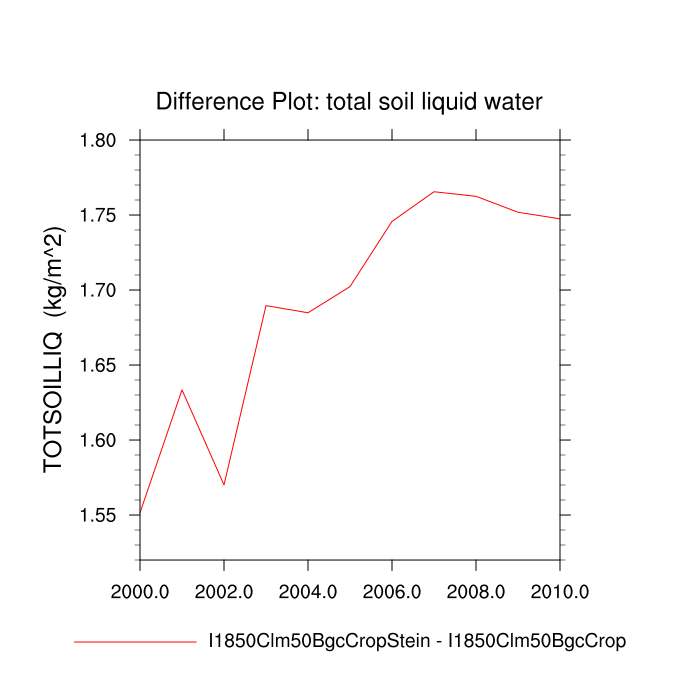 Difference Plot: total soil liquid water
TOTSOILLIQ (kg/m^2)
1.80
1.75
1.70
1.65
1.60
1.55
2000.0 2002.0 2004.0 2006.0 2008.0 2010.0
I1850Clm50BgcCropStein - I1850Clm50BgcCrop